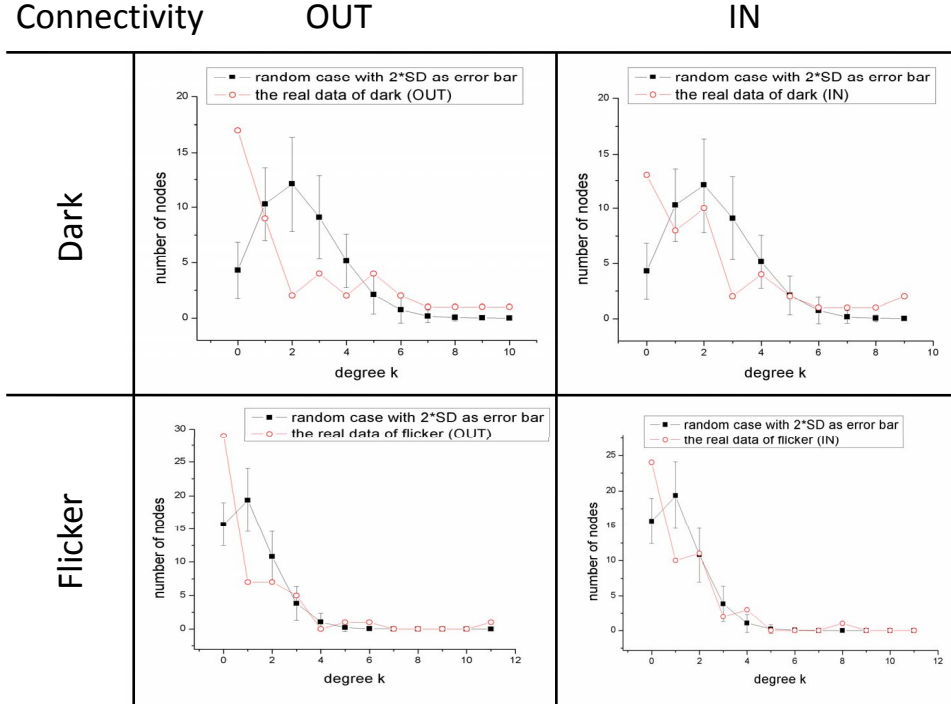 Connectivity OUT IN
Dark
random case with 2*SD as error bar
the real data of dark (OUT)
20
15
10
5
0
number of nodes
0 2 4 6 8 10
degree k
random case with 2*SD as error bar
the real data of dark (IN)
20
15
10
5
0
number of nodes
0 2 4 6 8 10
degree k
Flicker
random case with 2*SD as error bar
the real data of flicker (OUT)
30
25
20
15
10
5
0
number of nodes
0 2 4 6 8 10 12
degree k
random case with 2*SD as error bar
the real data of flicker (IN)
25
20
15
10
5
0
number of nodes
0 2 4 6 8 10 12
degree k